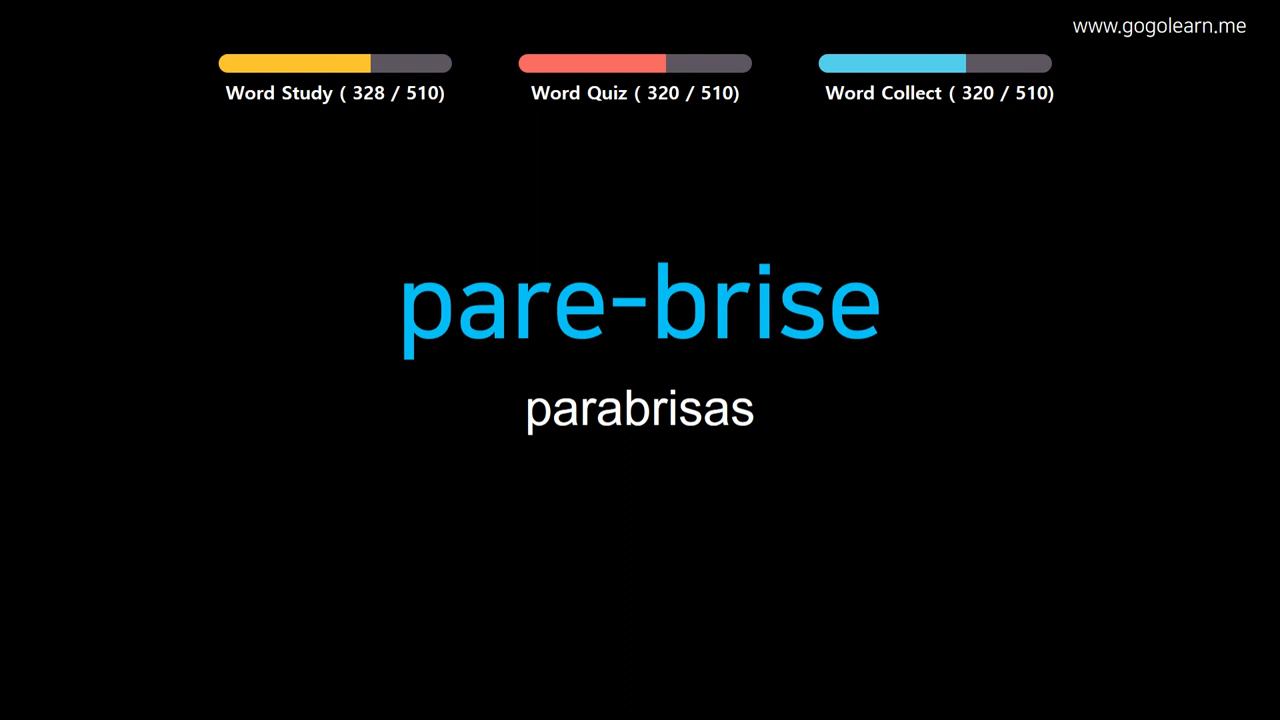 www.gogolearn.me
Word Study ( 328 / 510)
Word Quiz ( 320 / 510)
Word Collect ( 320 / 510)
pare-brise
parabrisas